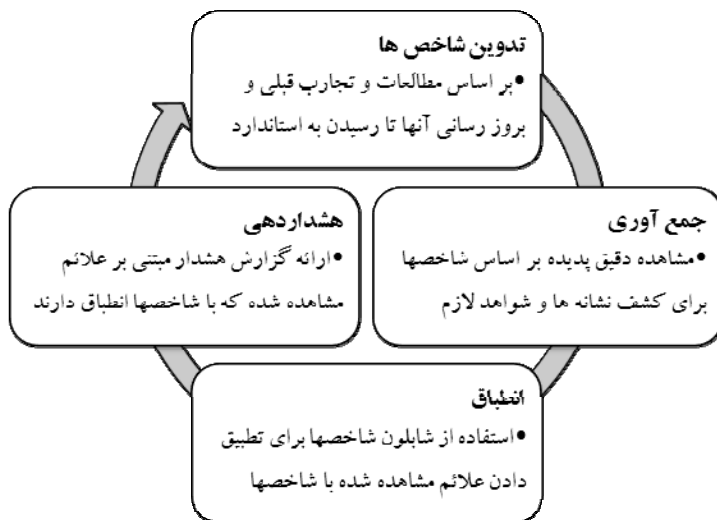 تدوین شاخص ها
•بر اساس مطالعات و تجارب قبلی و
بروز رسانی آنها تا رسیدن به استاندارد
جمع آوری
•مشاهده دقیق پدیده بر اساس شاخصها
برای کشف نشانه ها و شواهد لازم
انطباق
•استفاده از شابلون شاخصها برای تطبیق
دادن علائم مشاهده شده با شاخصها
هشداردهی
•ارائه گزارش هشدار مبتنی بر علائم
مشاهده شده که با شاخصها انطباق دارند